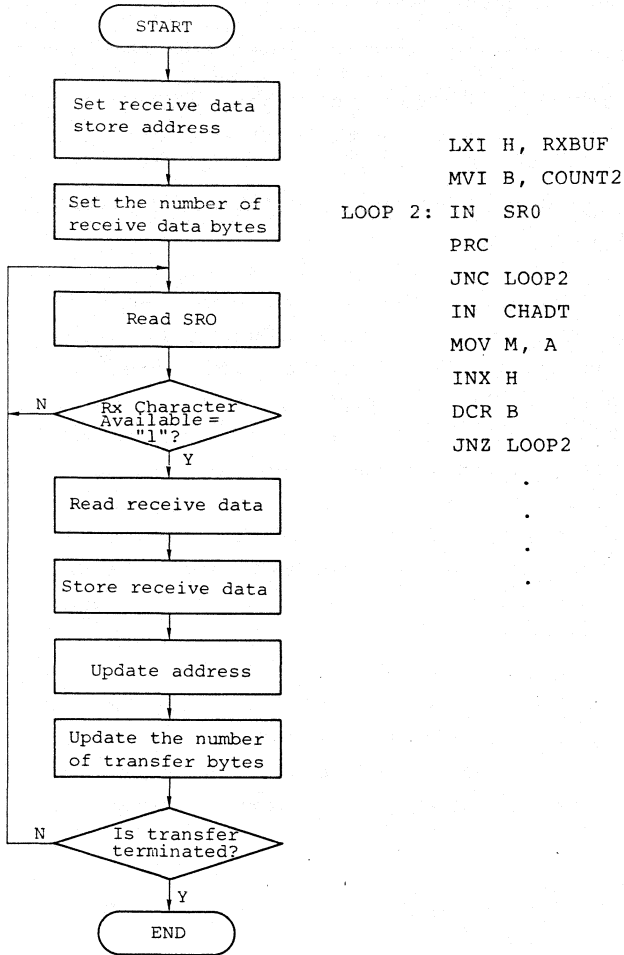 START
Set receive data
store address
Set the number of
receive data bytes
Read SRO
Rx Character
Available =
"1"?
N
Y
Read receive data
Store receive data
Update address
Update the number
of transfer bytes
Is transfer
terminated?
N
Y
END
LXI H, RXBUF
MVI B, COUNT2
LOOP 2: IN SR0
PRC
JNC LOOP2
IN CHADT
MOV M, A
INX H
DCR B
JNZ LOOP2